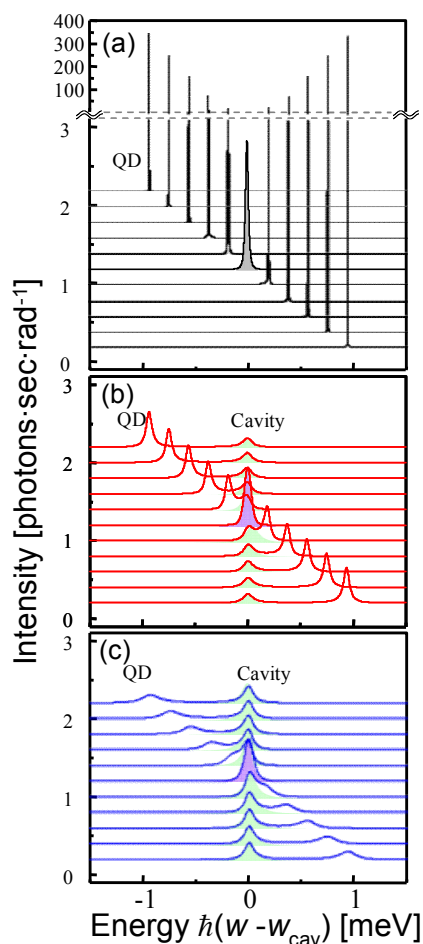 Intensity [photons·sec·rad⁻¹]
400
300
200
100
3
2
1
0
(a)
QD
3
2
1
0
(b)
QD Cavity
3
2
1
0
(c)
QD Cavity
-1 0 1
Energy ℏ(w -w_cav) [meV]